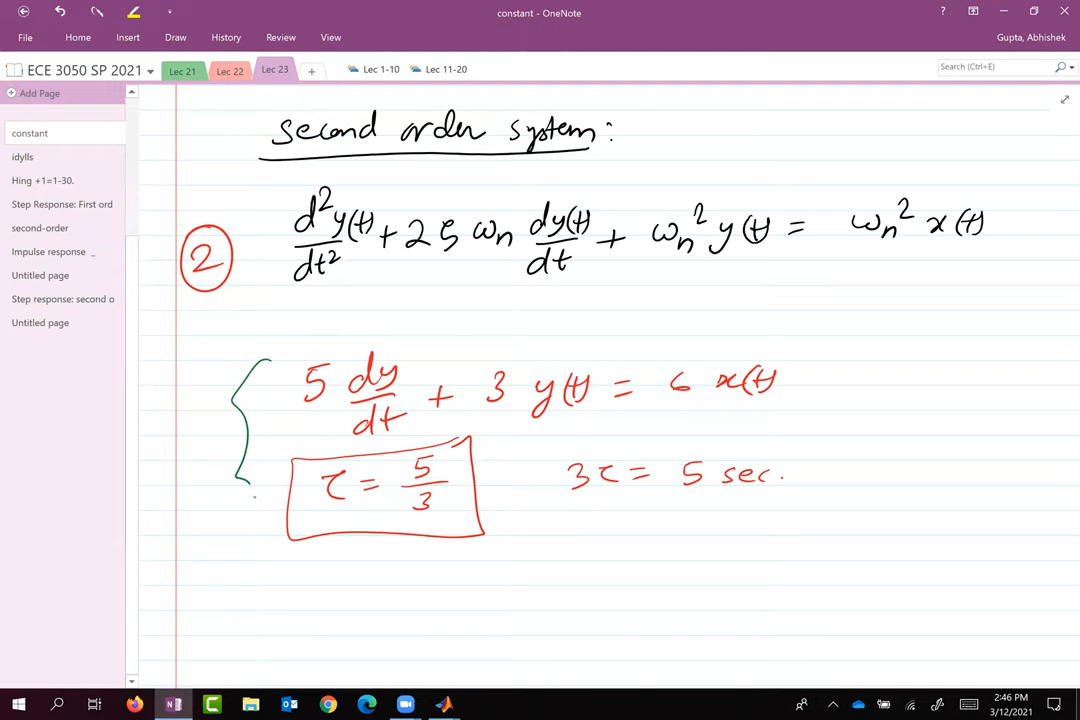 constant - OneNote
?
Gupta, Abhishek
File Home Insert Draw History Review View
ECE 3050 SP 2021 Lec 21 Lec 22 Lec 23 + Lec 1-10 Lec 11-20 Search (Ctrl+E)
Add Page
constant
idylls
Hing +1=1-30.
Step Response: First ord
second-order
Impulse response _
Untitled page
Step response: second o
Untitled page
second order system:
② d²y(t)/dt² + 2 ξ ωn dy(t)/dt + ωn² y(t) = ωn² x(t)
5 dy/dt + 3 y(t) = 6 x(t)
τ = 5/3 3τ = 5 sec.
2:46 PM
3/12/2021